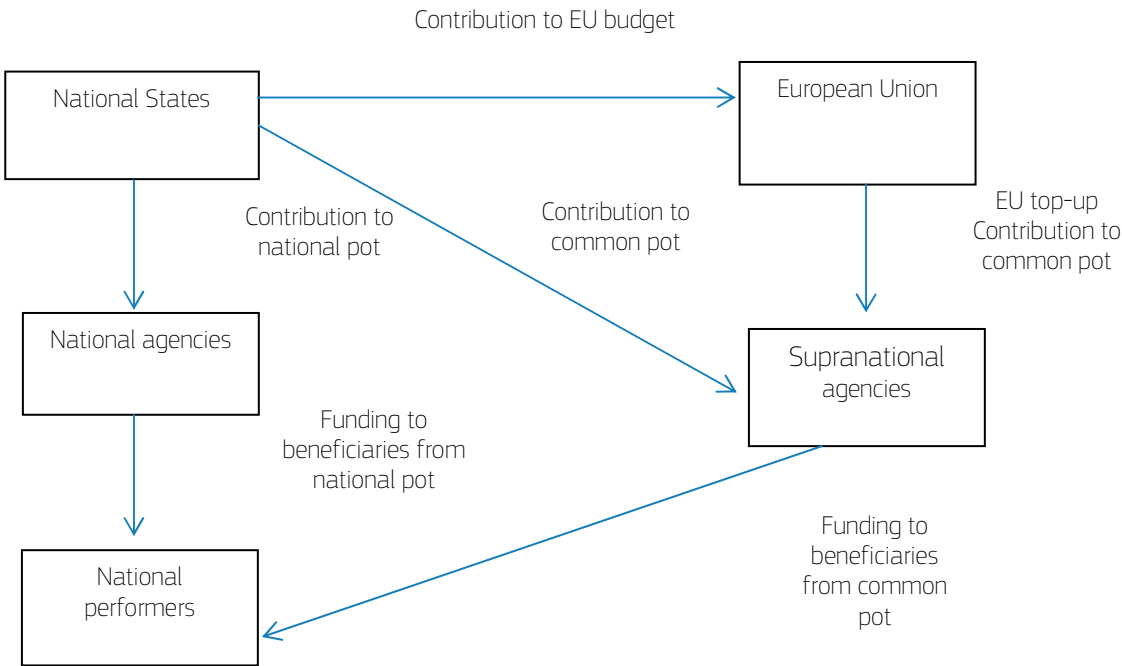 Contribution to EU budget
National States
European Union
Contribution to
national pot
Contribution to
common pot
EU top-up
Contribution to
common pot
National agencies
Supranational
agencies
Funding to
beneficiaries from
national pot
Funding to
beneficiaries
from common
pot
National
performers